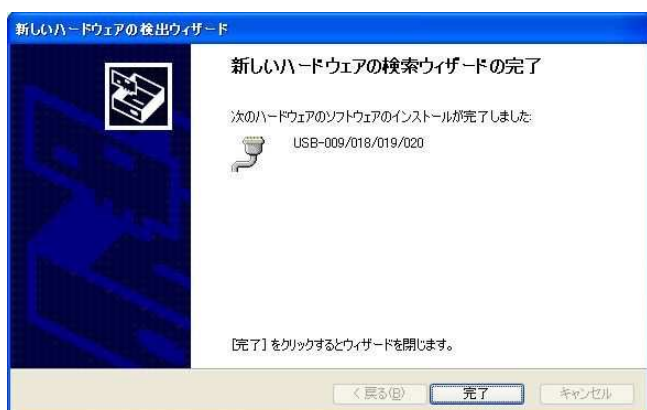 新しいハードウェアの検出ウィザード
新しいハードウェアの検索ウィザードの完了
次のハードウェアのソフトウェアのインストールが完了しました:
USB-009/018/019/020
[完了] をクリックするとウィザードを閉じます。
< 戻る(B)
完了
キャンセル